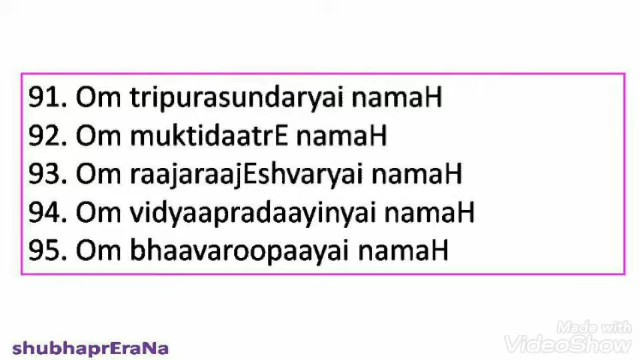 91. Om tripurasundaryai namaH
92. Om muktidaatrE namaH
93. Om raajaraajEshvaryai namaH
94. Om vidyaapradaayinyai namaH
95. Om bhaavaroopaayai namaH
Made with
VideoShow
shubhaprEraNa